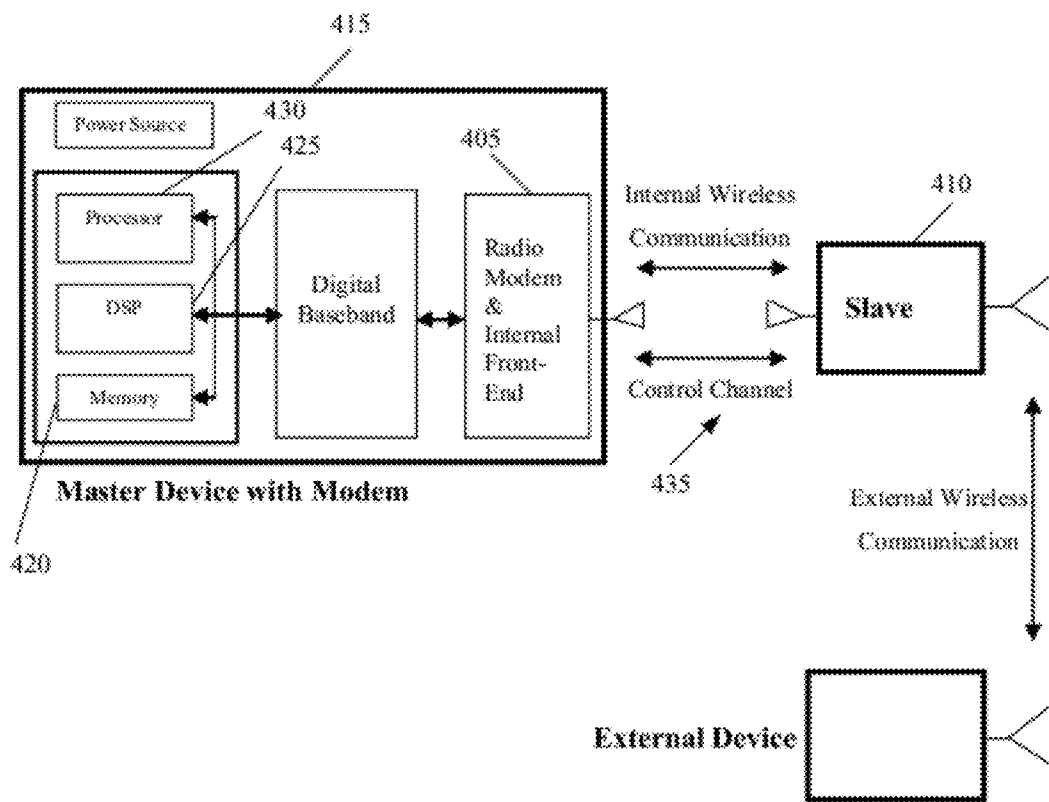 415
Power Source
430
425
405
Processor
DSP
Memory
Digital
Baseband
Radio
Modem
&
Internal
Front-
End
Internal Wireless
Communication
Control Channel
435
410
Slave
Master Device with Modem
420
External Wireless
Communication
External Device